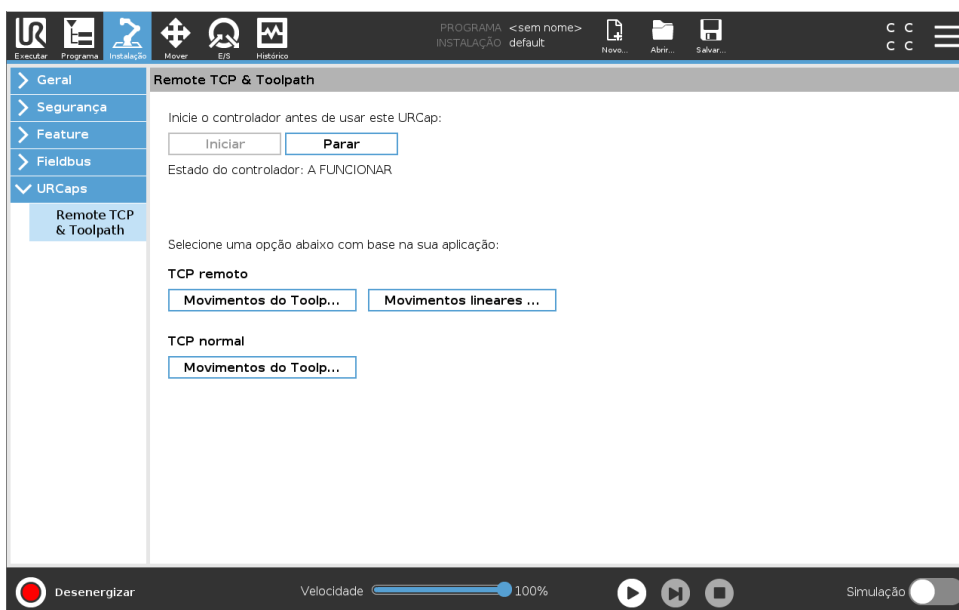 PROGRAMA <sem nome>
INSTALAÇÃO default
Executar Programa Instalação Mover E/S Histórico Novo... Abrir... Salvar...
C C
C C
Geral
Segurança
Feature
Fieldbus
URCaps
Remote TCP
& Toolpath
Remote TCP & Toolpath
Inicie o controlador antes de usar este URCap:
Iniciar Parar
Estado do controlador: A FUNCIONAR
Selecione uma opção abaixo com base na sua aplicação:
TCP remoto
Movimentos do Toolp... Movimentos lineares ...
TCP normal
Movimentos do Toolp...
Desenergizar Velocidade 100% Simulação